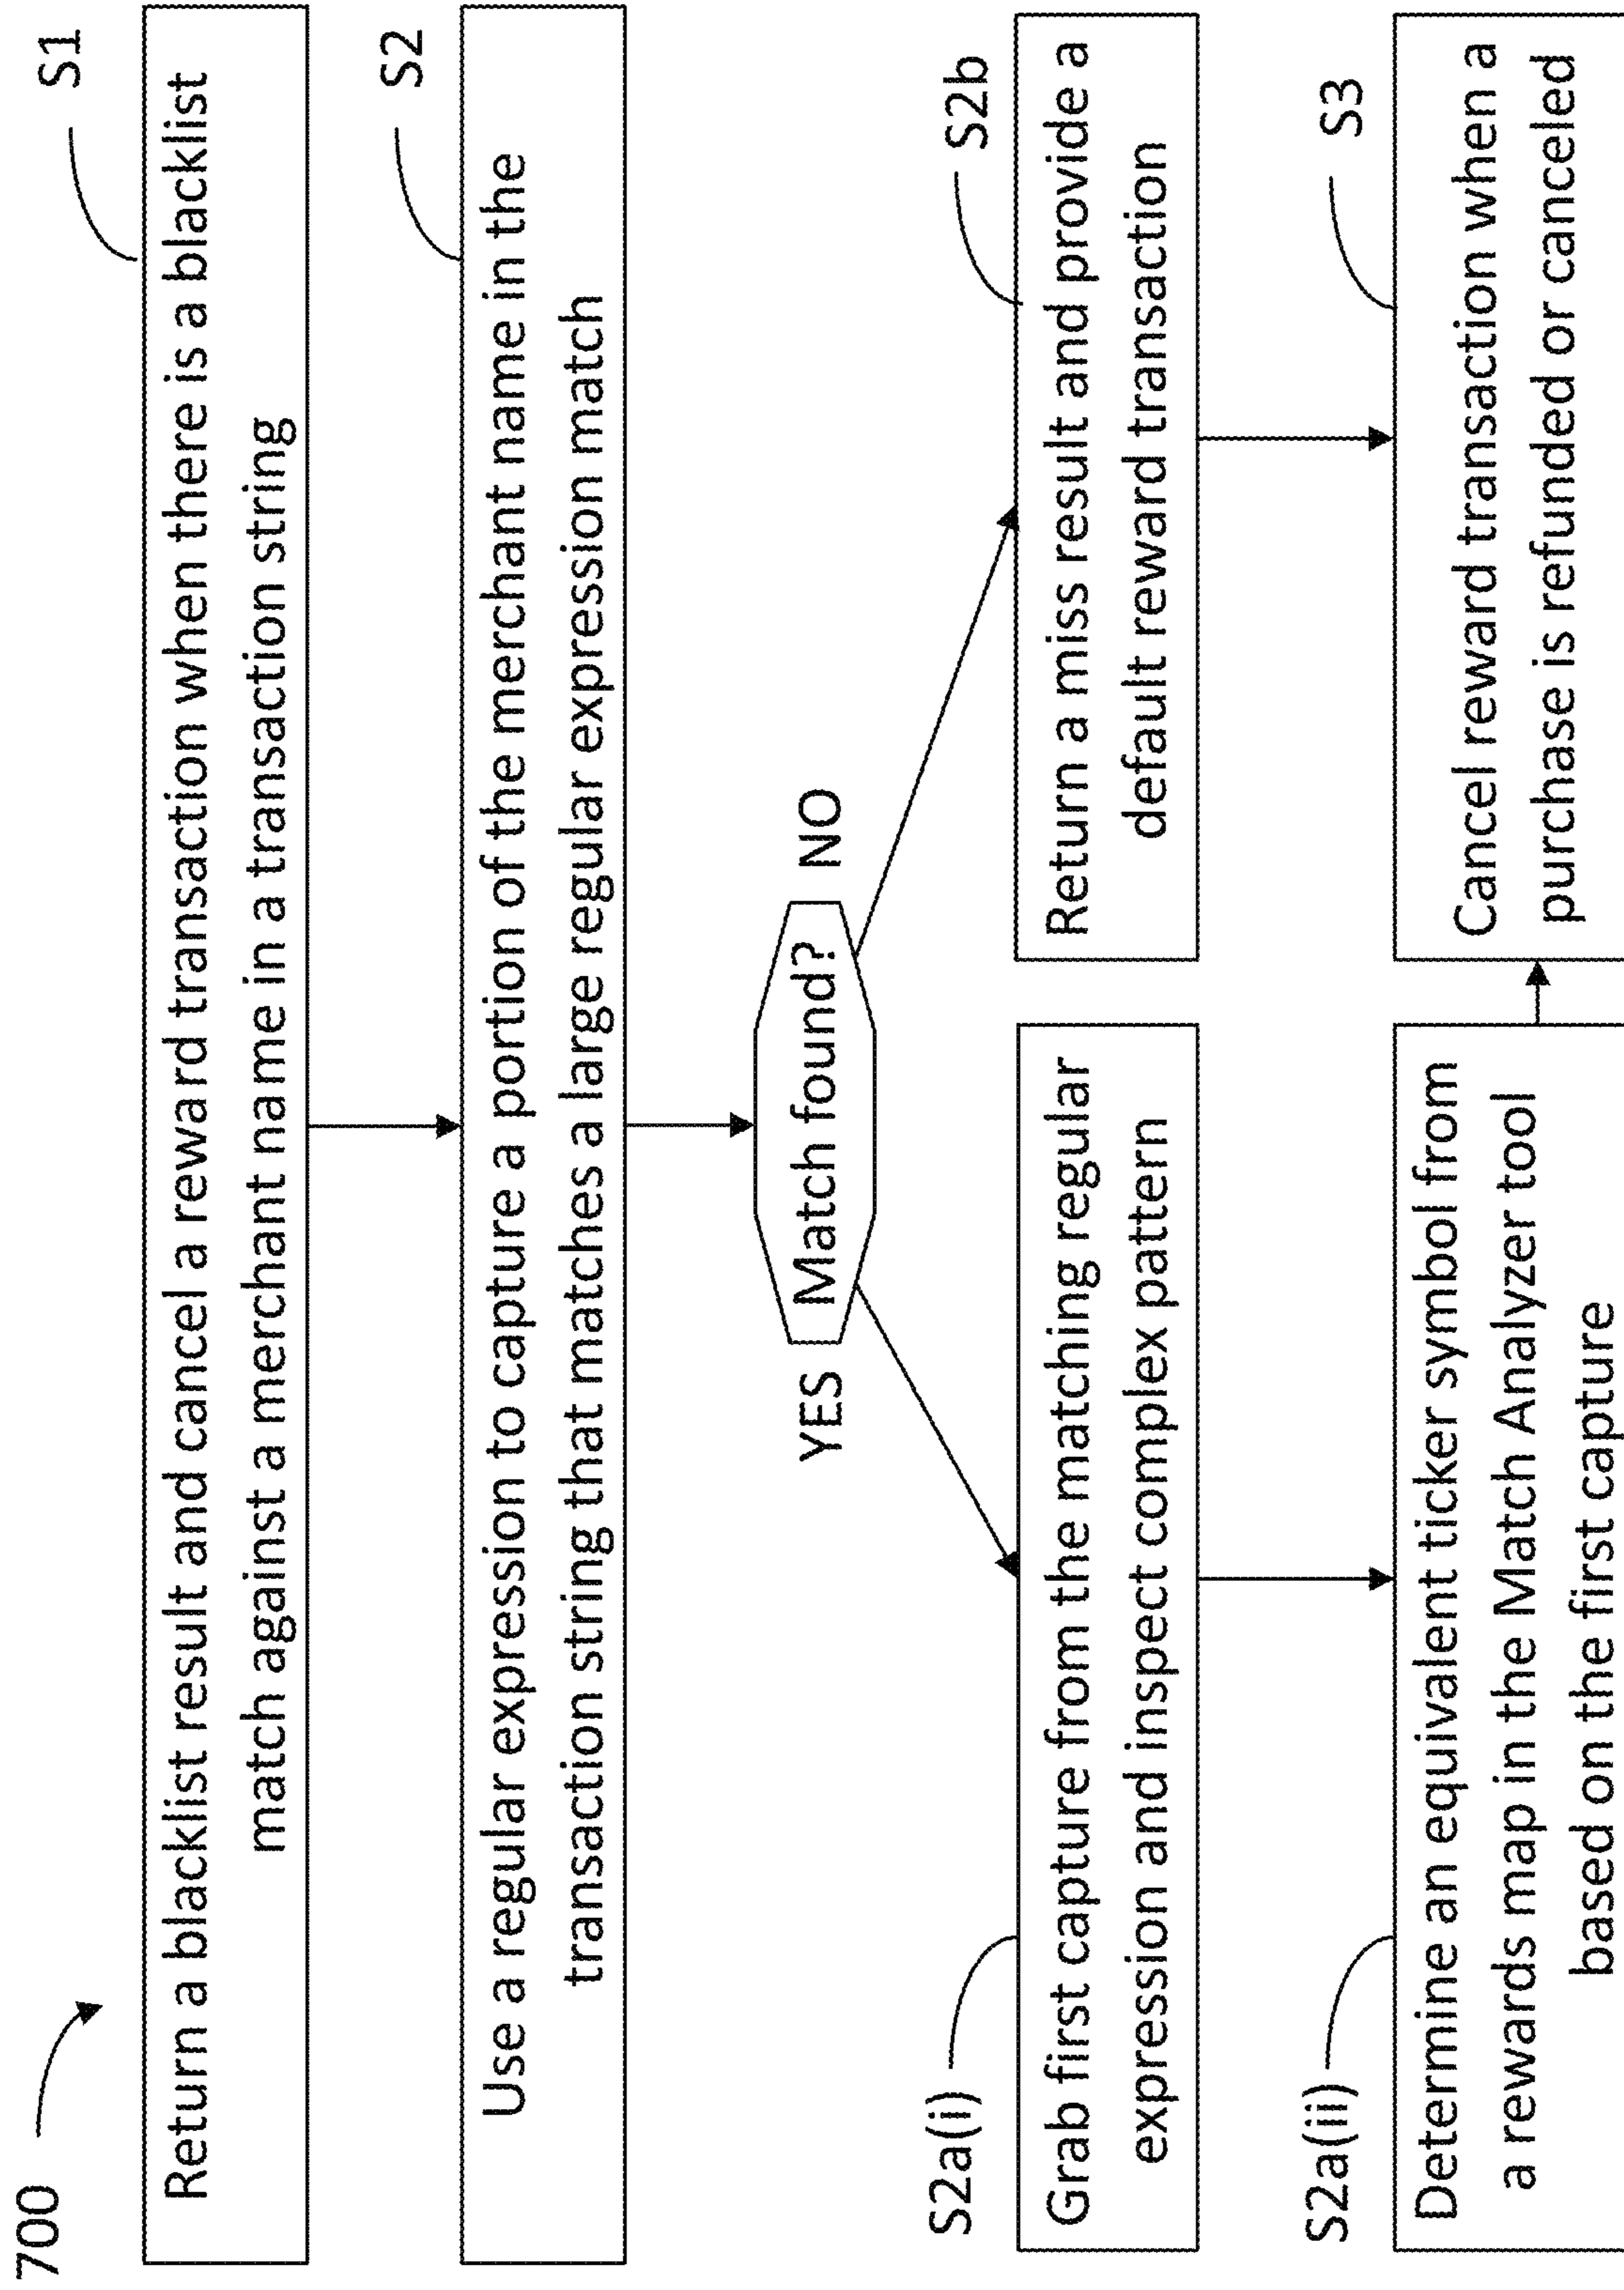 700
S1
Return a blacklist result and cancel a reward transaction when there is a blacklist
match against a merchant name in a transaction string
S2
Use a regular expression to capture a portion of the merchant name in the
transaction string that matches a large regular expression match
YES
Match found?
NO
S2a(i)
Grab first capture from the matching regular
expression and inspect complex pattern
S2b
Return a miss result and provide a
default reward transaction
S2a(ii)
Determine an equivalent ticker symbol from
a rewards map in the Match Analyzer tool
based on the first capture
S3
Cancel reward transaction when a
purchase is refunded or canceled